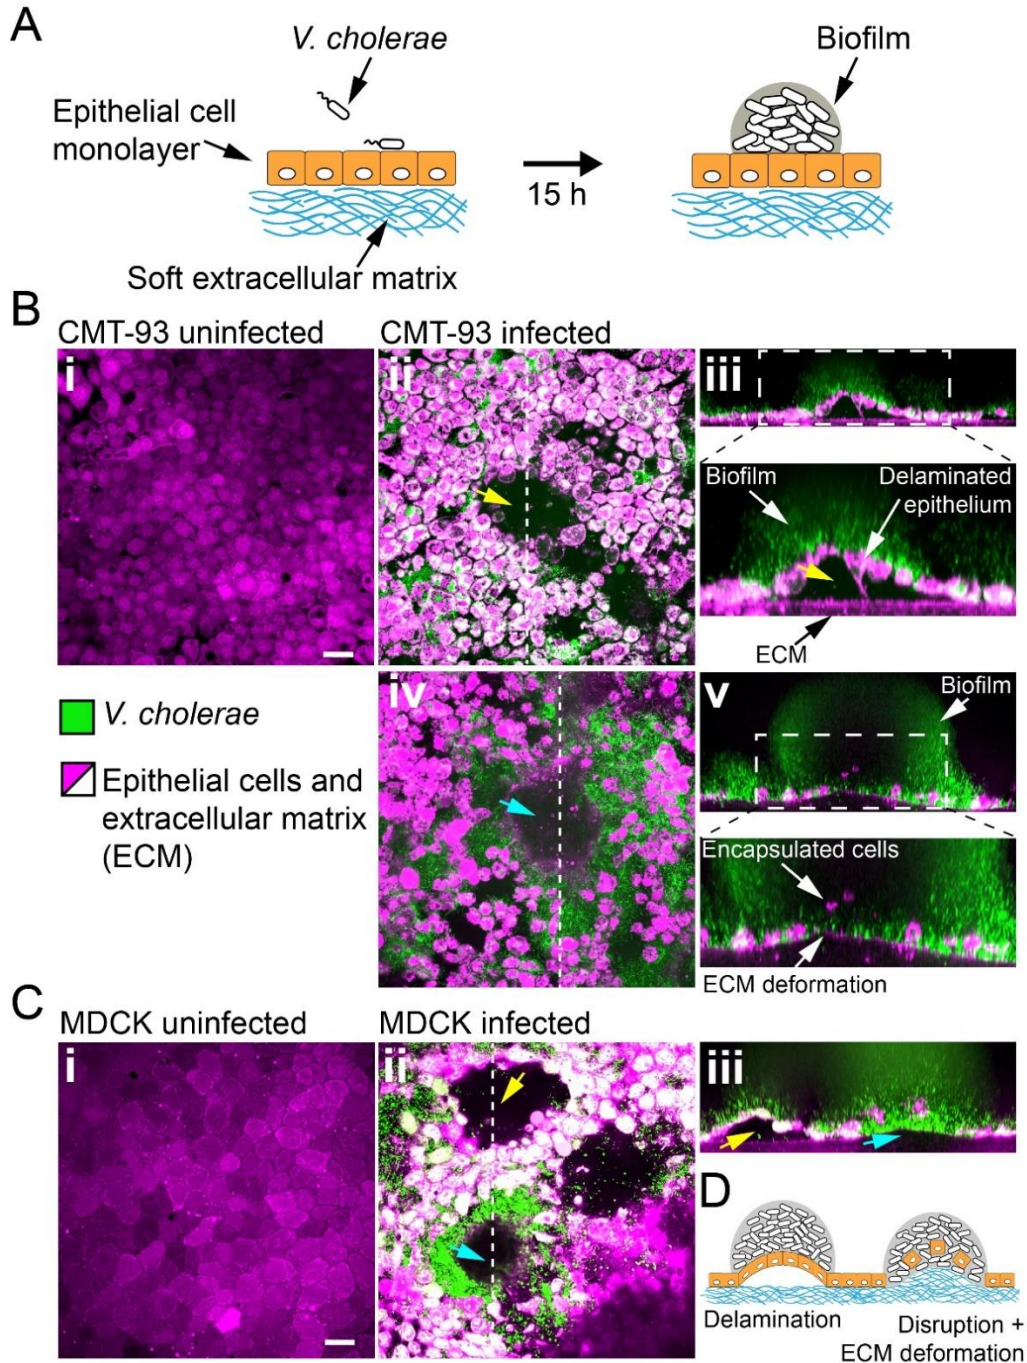 A
V. cholerae
Biofilm
Epithelial cell
monolayer
15 h
Soft extracellular matrix
B
CMT-93 uninfected
CMT-93 infected
i
ii
iii
Biofilm
Delaminated
epithelium
ECM
V. cholerae
Epithelial cells and
extracellular matrix
(ECM)
iv
v
Biofilm
Encapsulated cells
ECM deformation
C
MDCK uninfected
MDCK infected
i
ii
iii
D
Delamination
Disruption +
ECM deformation